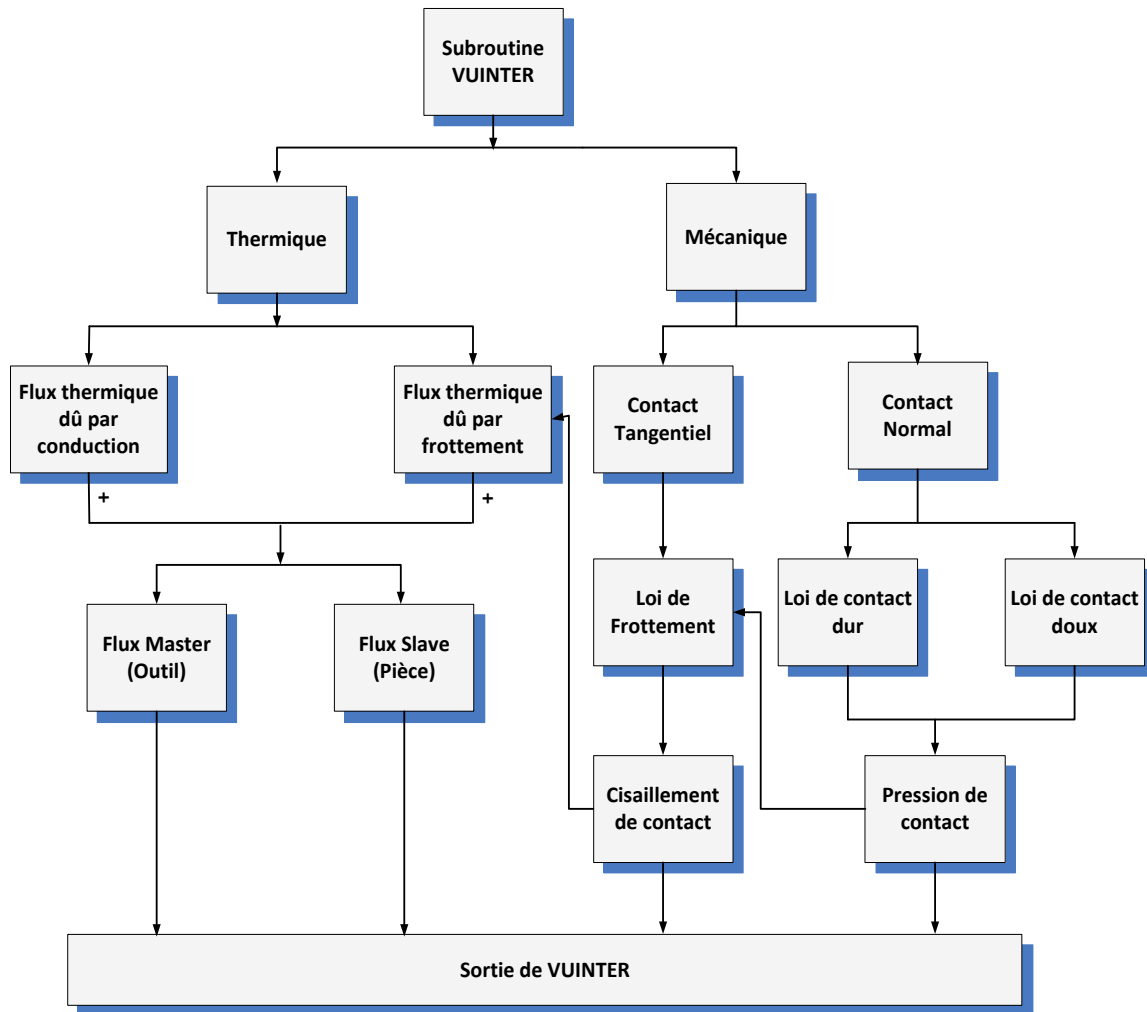 Subroutine
VUINTER
Thermique
Mécanique
Flux thermique
dû par
conduction
Flux thermique
dû par
frottement
Contact
Tangentiel
Contact
Normal
+
+
Loi de
Frottement
Loi de contact
dur
Loi de contact
doux
Flux Master
(Outil)
Flux Slave
(Pièce)
Cisaillement
de contact
Pression de
contact
Sortie de VUINTER